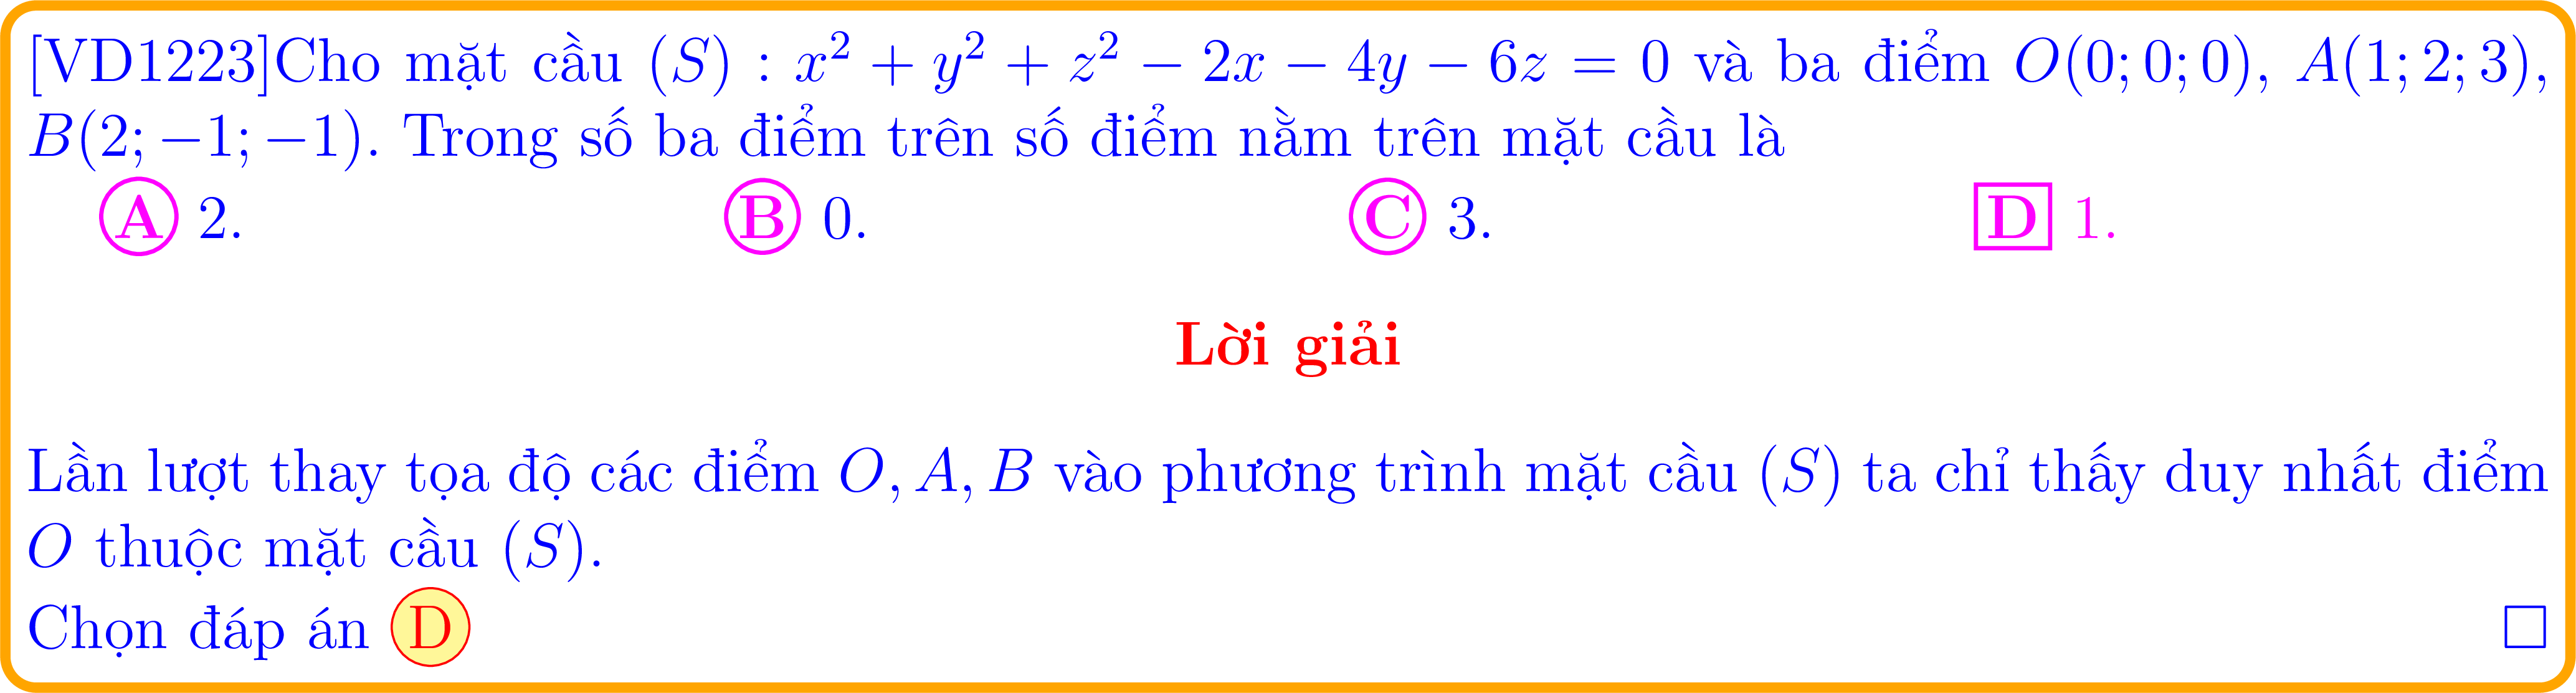 [VD1223]Cho mặt cầu (S) : x² + y² + z² − 2x − 4y − 6z = 0 và ba điểm O(0; 0; 0), A(1; 2; 3),
B(2; −1; −1). Trong số ba điểm trên số điểm nằm trên mặt cầu là
A 2. B 0. C 3. D 1.
Lời giải
Lần lượt thay tọa độ các điểm O, A, B vào phương trình mặt cầu (S) ta chỉ thấy duy nhất điểm
O thuộc mặt cầu (S).
Chọn đáp án D □